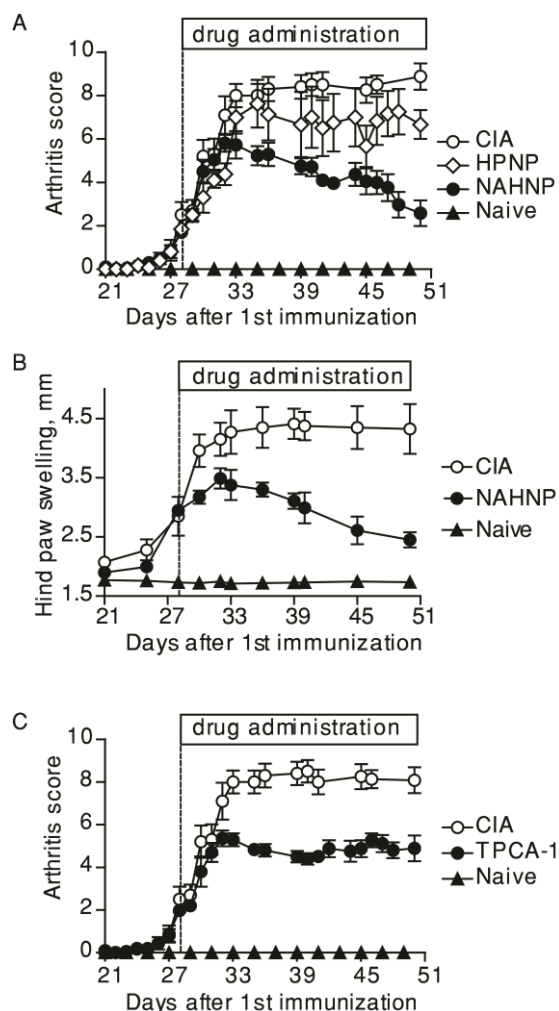 A
drug administration
10
8
6
4
2
0
Arthritis score
CIA
HPNP
NAHNP
Naive
21 27 33 39 45 51
Days after 1st immunization
B
drug administration
4.5
3.5
2.5
1.5
Hind paw swelling, mm
CIA
NAHNP
Naive
21 27 33 39 45 51
Days after 1st immunization
C
drug administration
10
8
6
4
2
0
Arthritis score
CIA
TPCA-1
Naive
21 27 33 39 45 51
Days after 1st immunization